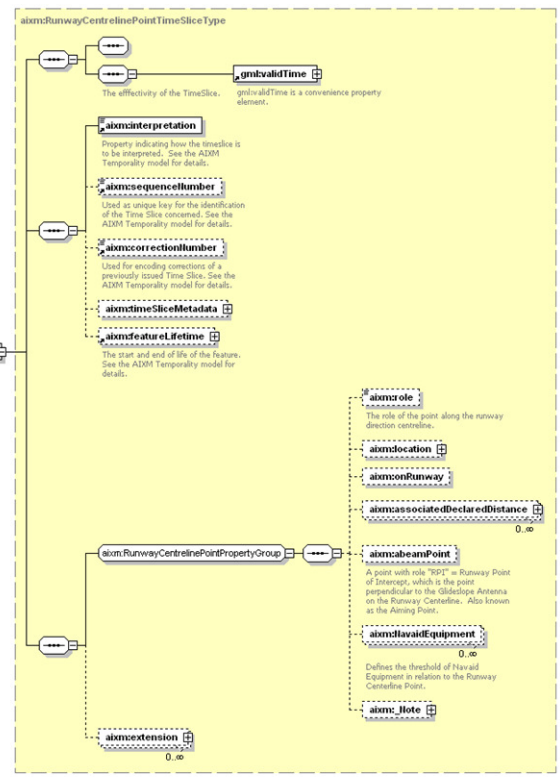 aixm:RunwayCentrelinePointTimeSliceType
gml:validTime
The efffectivity of the TimeSlice.
gml:validTime is a convenience property
element.
aixm:interpretation
Property indicating how the timeslice is
to be interpreted. See the AIXM
Temporality model for details.
aixm:sequenceNumber
Used as unique key for the identification
of the Time Slice concerned. See the
AIXM Temporality model for details.
aixm:correctionNumber
Used for encoding corrections of a
previously issued Time Slice. See the
AIXM Temporality model for details.
aixm:timeSliceMetadata
aixm:featureLifetime
The start and end of life of the feature.
See the AIXM Temporality model for
details.
aixm:role
The role of the point along the runway
direction centreline.
aixm:location
aixm:onRunway
aixm:associatedDeclaredDistance
0..∞
aixm:RunwayCentrelinePointPropertyGroup
aixm:abeamPoint
A point with role "RPI" = Runway Point
of Intercept, which is the point
perpendicular to the Glideslope Antenna
on the Runway Centerline. Also known
as the Aiming Point.
aixm:NavaidEquipment
0..∞
Defines the threshold of Navaid
Equipment in relation to the Runway
Centerline Point.
aixm:_Note
aixm:extension
0..∞